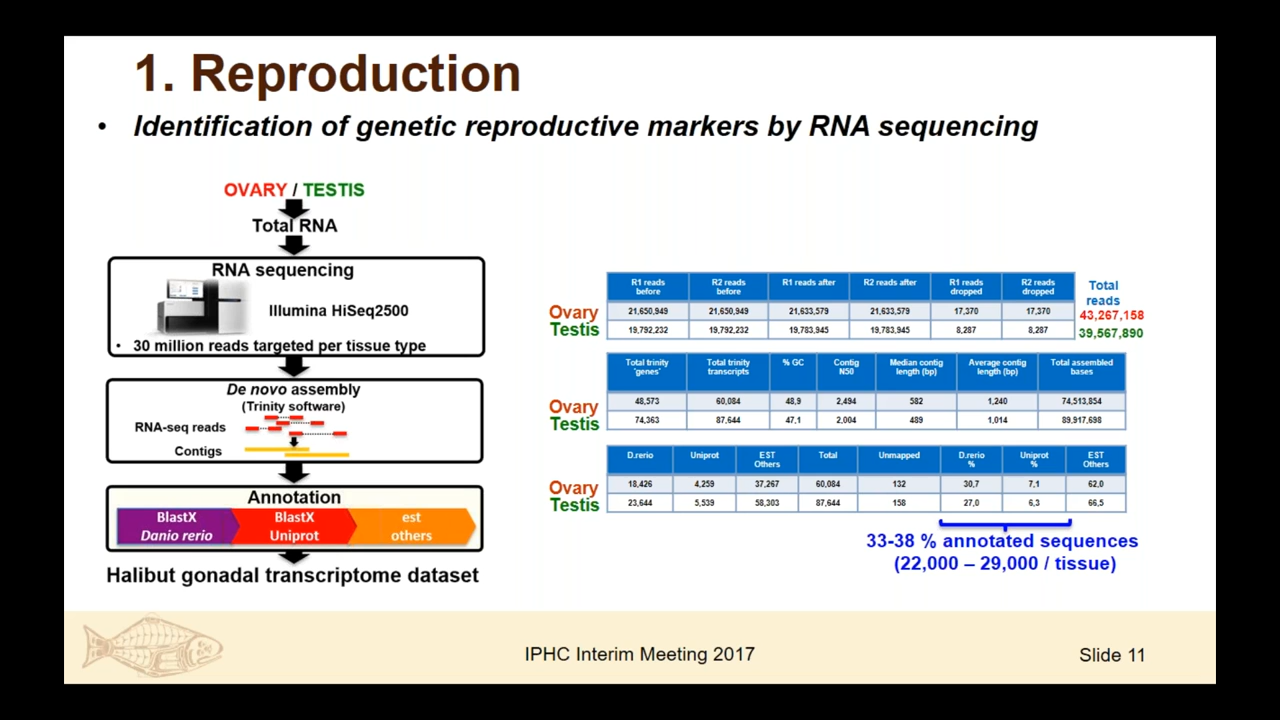 1. Reproduction
• Identification of genetic reproductive markers by RNA sequencing
OVARY / TESTIS
Total RNA
RNA sequencing
Illumina HiSeq2500
• 30 million reads targeted per tissue type
De novo assembly
(Trinity software)
RNA-seq reads
Contigs
Annotation
BlastX
Danio rerio
BlastX
Uniprot
est
others
Halibut gonadal transcriptome dataset
R1 reads before R2 reads before R1 reads after R2 reads after R1 reads dropped R2 reads dropped Total reads
Ovary 21,650,949 21,650,949 21,633,579 21,633,579 17,370 17,370 43,267,158
Testis 19,792,232 19,792,232 19,783,945 19,783,945 8,287 8,287 39,567,890
Total trinity 'genes' Total trinity transcripts % GC Contig N50 Median contig length (bp) Average contig length (bp) Total assembled bases
Ovary 48,573 60,084 48,9 2,494 582 1,240 74,513,854
Testis 74,363 87,644 47,1 2,004 489 1,014 89,917,698
D.rerio Uniprot EST Others Total Unmapped D.rerio % Uniprot % EST Others
Ovary 18,426 4,259 37,267 60,084 132 30,7 7,1 62,0
Testis 23,644 5,539 58,303 87,644 158 27,0 6,3 66,5
33-38 % annotated sequences
(22,000 – 29,000 / tissue)
IPHC Interim Meeting 2017
Slide 11